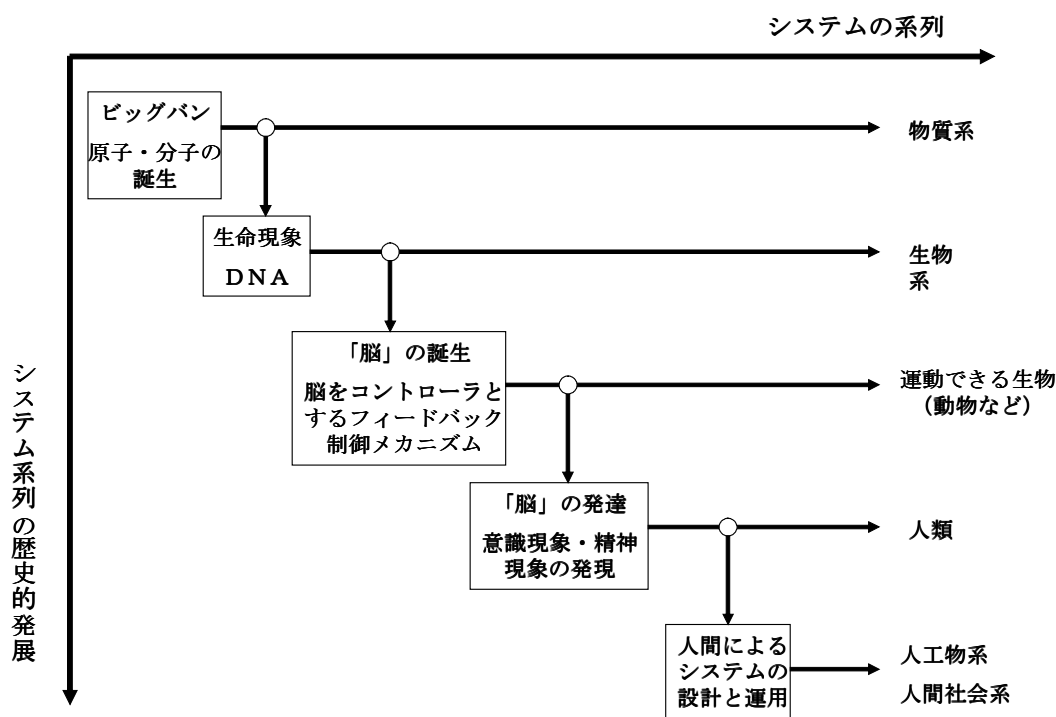 システムの系列
ビッグバン
原子・分子の
誕生
物質系
生命現象
ＤＮＡ
生物
系
「脳」の誕生
脳をコントローラと
するフィードバック
制御メカニズム
運動できる生物
（動物など）
「脳」の発達
意識現象・精神
現象の発現
人類
人間による
システムの
設計と運用
人工物系
人間社会系
システム系列の歴史的発展